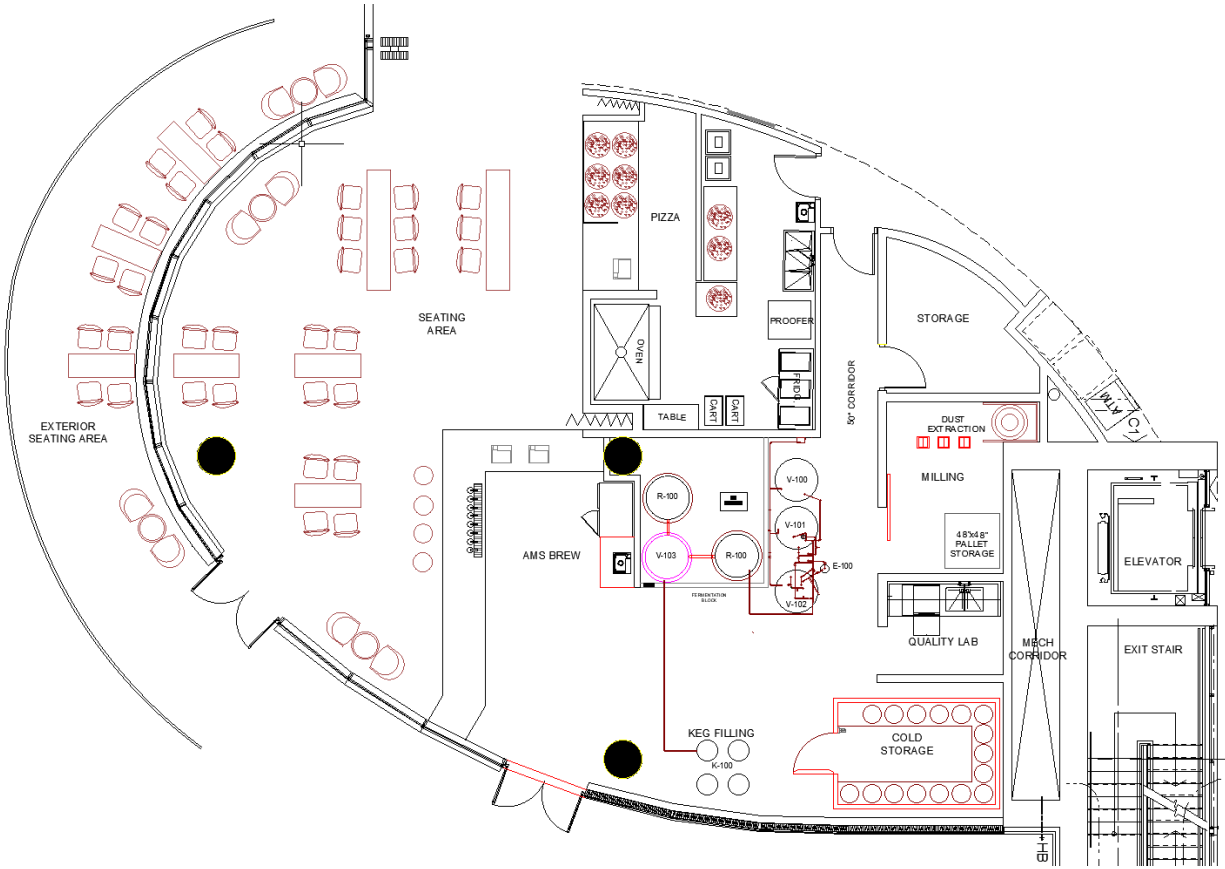 PIZZA
SEATING
AREA
OVEN
PROOFER
FRIDG
STORAGE
ATM
TABLE
CART
CART
50" CORRIDOR
EXTERIOR
SEATING AREA
DUST
EXTRACTION
MILLING
V-100
R-100
V-101
AMS BREW
V-103
R-100
E-100
48"x48"
PALLET
STORAGE
ELEVATOR
V-102
FERMENTATION
BLOCK
QUALITY LAB
MECH
CORRIDOR
EXIT STAIR
KEG FILLING
K-100
COLD
STORAGE
HB